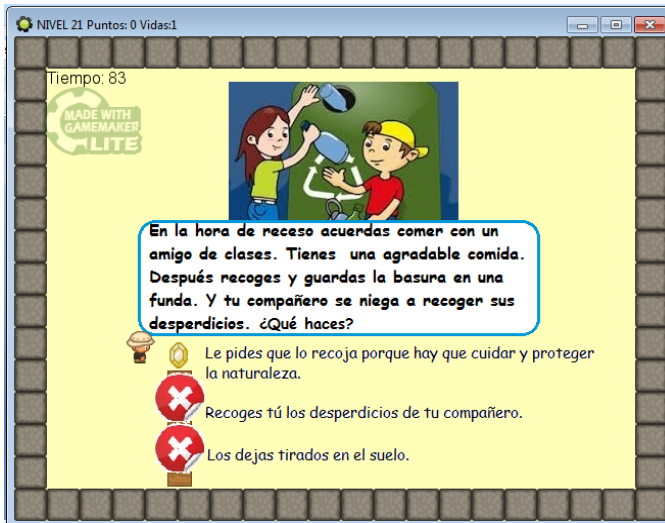 NIVEL 21 Puntos: 0 Vidas:1
Tiempo: 83
MADE WITH
GAMEMAKER
LITE
En la hora de receso acuerdas comer con un
amigo de clases. Tienes una agradable comida.
Después recoges y guardas la basura en una
funda. Y tu compañero se niega a recoger sus
desperdicios. ¿Qué haces?
Le pides que lo recoja porque hay que cuidar y proteger
la naturaleza.
Recoges tú los desperdicios de tu compañero.
Los dejas tirados en el suelo.